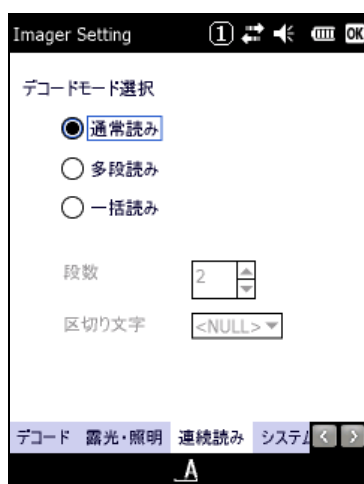 Imager Setting 1 OK
デコードモード選択
通常読み
多段読み
一括読み
段数 2
区切り文字 <NULL>
デコード 露光・照明 連続読み システム
A